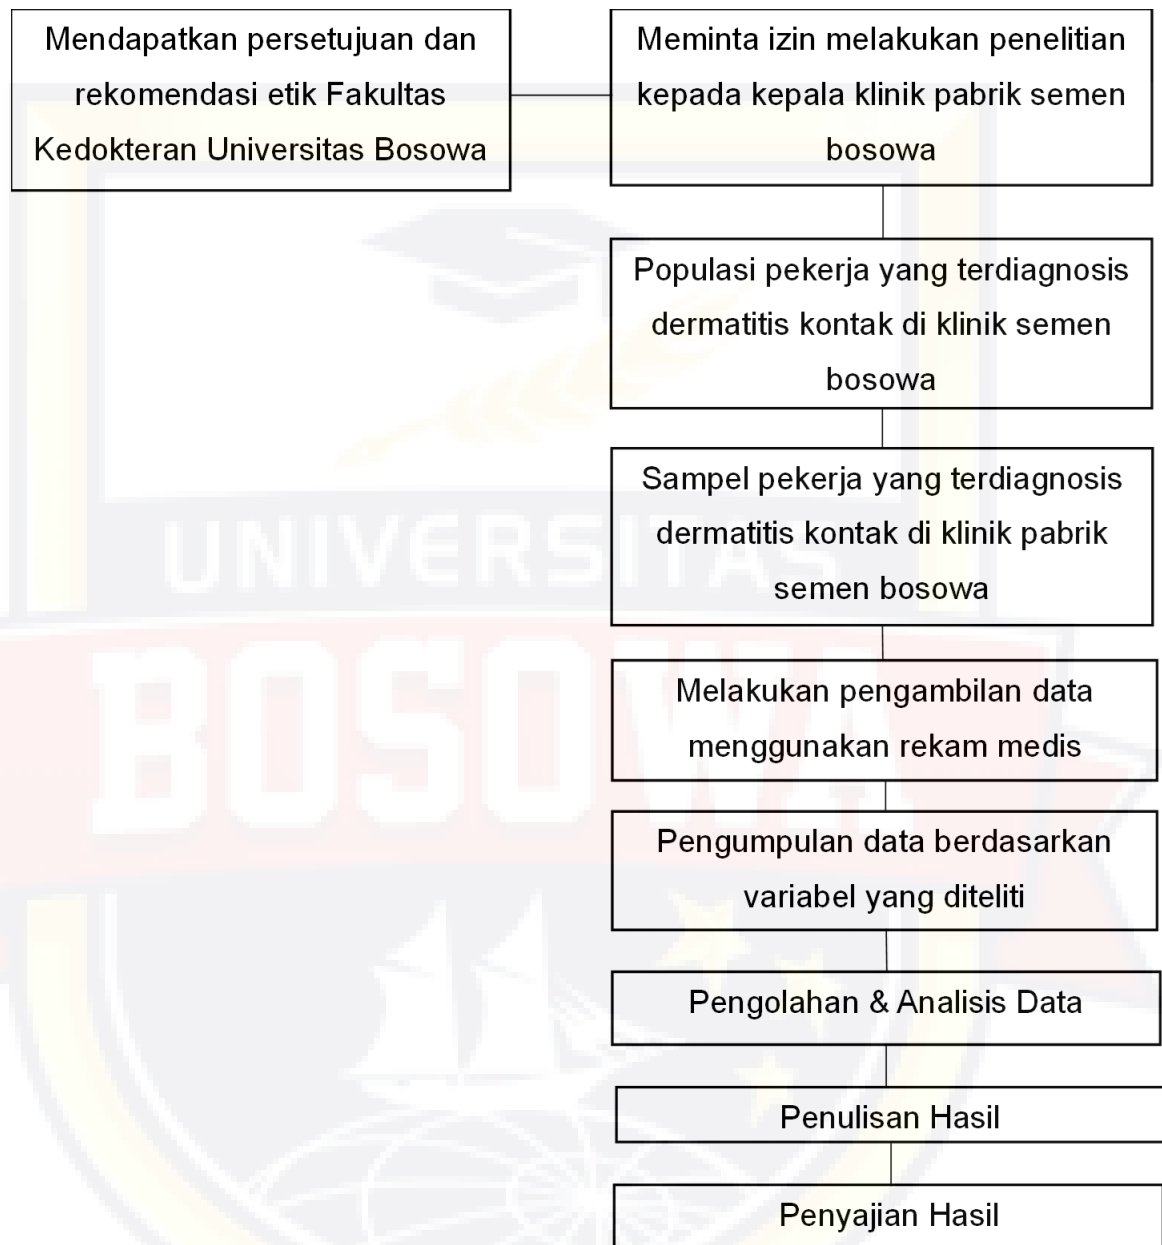 Mendapatkan persetujuan dan
rekomendasi etik Fakultas
Kedokteran Universitas Bosowa
Meminta izin melakukan penelitian
kepada kepala klinik pabrik semen
bosowa
Populasi pekerja yang terdiagnosis
dermatitis kontak di klinik semen
bosowa
Sampel pekerja yang terdiagnosis
dermatitis kontak di klinik pabrik
semen bosowa
Melakukan pengambilan data
menggunakan rekam medis
Pengumpulan data berdasarkan
variabel yang diteliti
Pengolahan & Analisis Data
Penulisan Hasil
Penyajian Hasil
UNIVERSITAS
BOSOWA